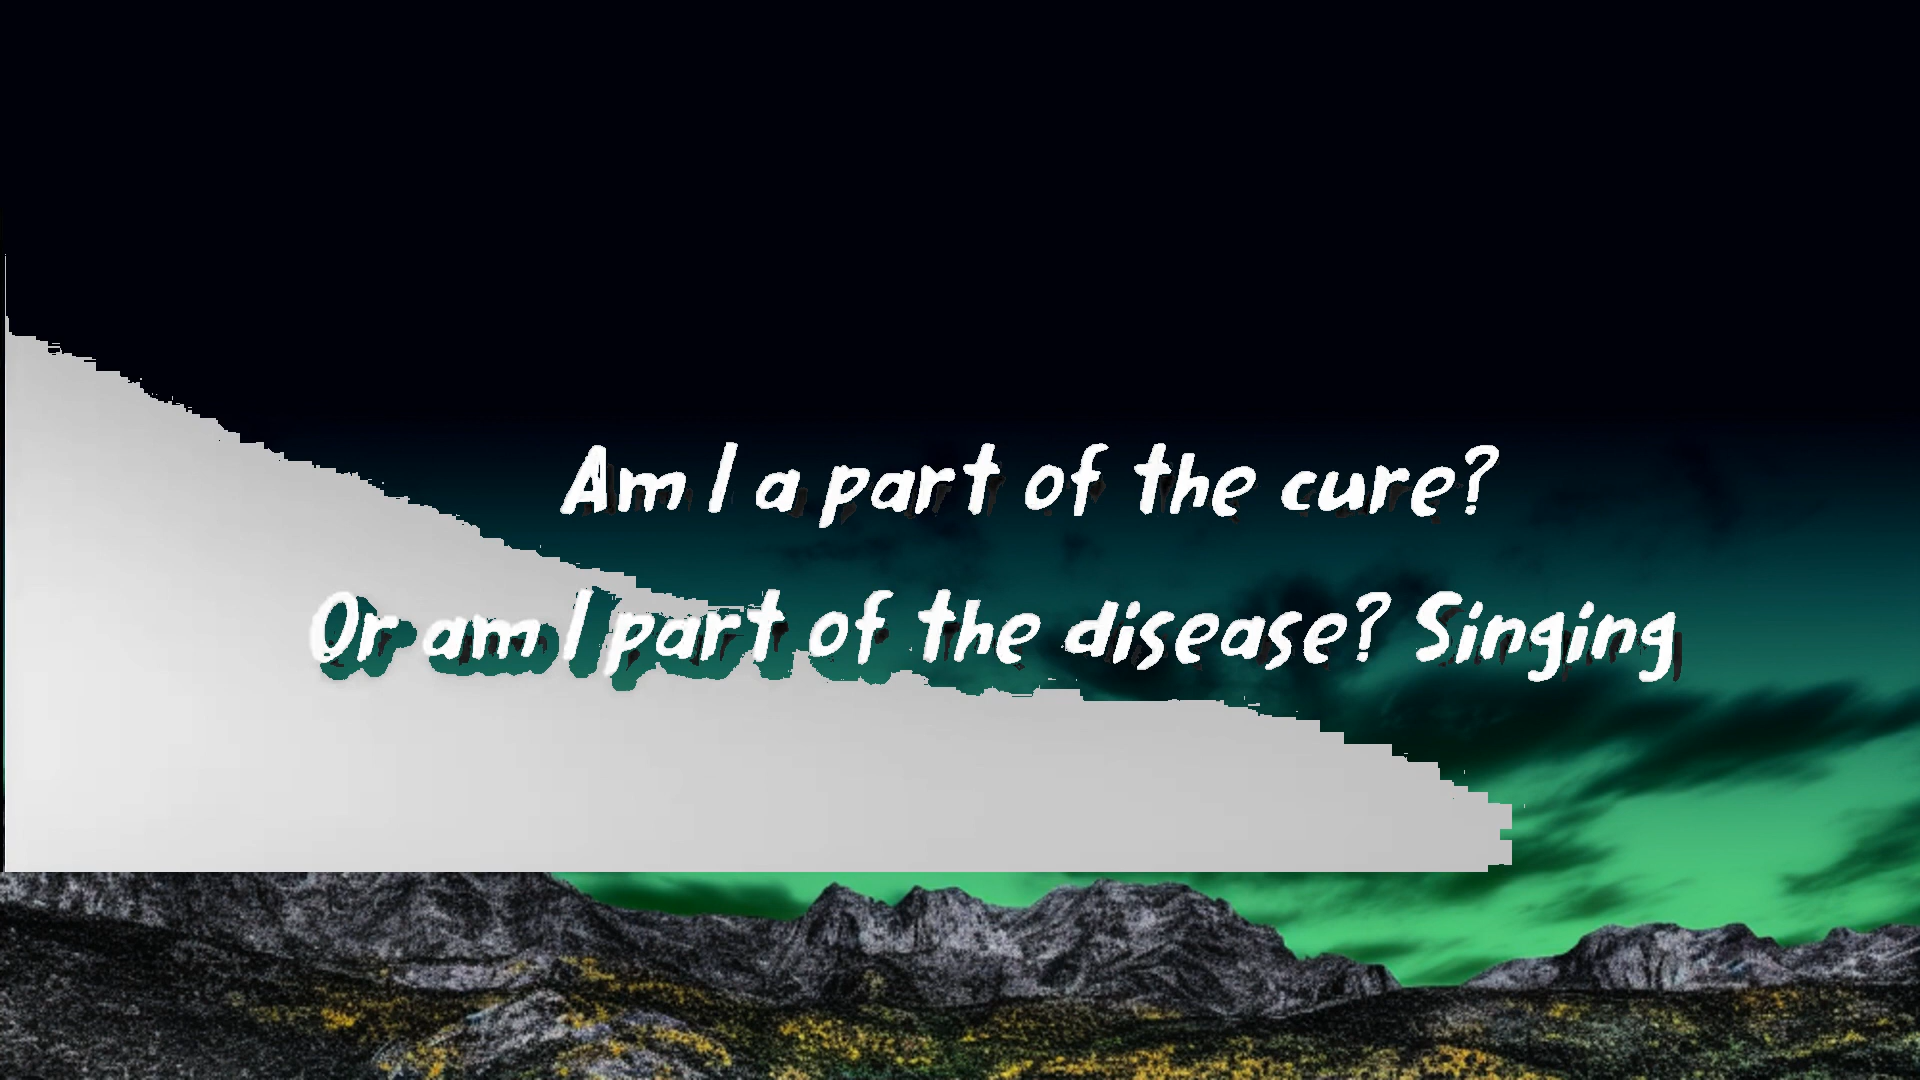 Am I a part of the cure?
Or am I part of the disease? Singing